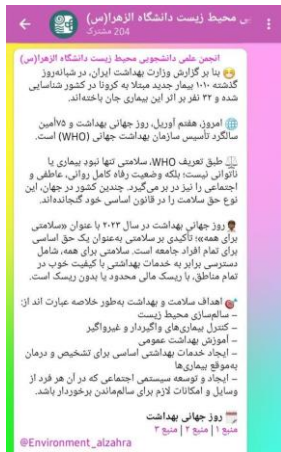 ـی محیط زیست دانشگاه الزهرا(س)
204 مشترک
انجمن علمی دانشجویی محیط زیست دانشگاه الزهرا(س)
😷 بنا بر گزارش وزارت بهداشت ایران، در شبانه‌روز
گذشته ۱۰۱۰ بیمار جدید مبتلا به کرونا در کشور شناسایی
شده و ۳۲ نفر بر اثر این بیماری جان باخته‌اند.
🌐 امروز، هفتم آوریل، روز جهانی بهداشت و ۷۵اُمین
سالگرد تأسیس سازمان بهداشت جهانی (WHO) است.
⚖️ طبق تعریف WHO، سلامتی تنها نبودِ بیماری یا
ناتوانی نیست؛ بلکه وضعیت رفاه کامل روانی، عاطفی و
اجتماعی را نیز در بر می‌گیرد. چندین کشور در جهان، این
نوع حق سلامت را در قانون اساسی خود گنجانده‌اند.
روز جهانی بهداشت در سال ۲۰۲۳ با عنوان «سلامتی
برای همه»؛ تأکیدی بر سلامتی به‌عنوان یک حق اساسی
برای تمام افراد جامعه است. سلامتی برای همه، شامل
دسترسی برابر به خدمات بهداشتی با کیفیت خوب در
تمام مناطق، با ریسک مالی محدود یا بدون ریسک است.
🎯 اهداف سلامت و بهداشت به‌طور خلاصه عبارت اند از:
– سالم‌سازی محیط زیست
– کنترل بیماری‌های واگیردار و غیرواگیر
– آموزش بهداشت عمومی
– ایجاد خدمات بهداشتی اساسی برای تشخیص و درمان
به‌موقع بیماری‌ها
– ایجاد و توسعه سیستمی اجتماعی که در آن هر فرد از
وسایل و امکانات لازم برای سالم‌ماندن برخوردار باشد.
🗓 روز جهانی بهداشت
منبع ۱ | منبع ۲ | منبع ۳
@Environment_alzahra